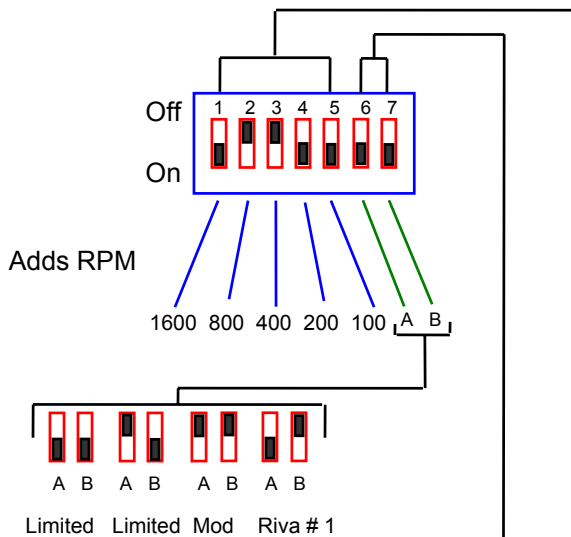 Off
1 2 3 4 5 6 7
On
Adds RPM
1600 800 400 200 100 A B
A B A B A B A B
Limited Limited Mod Riva # 1